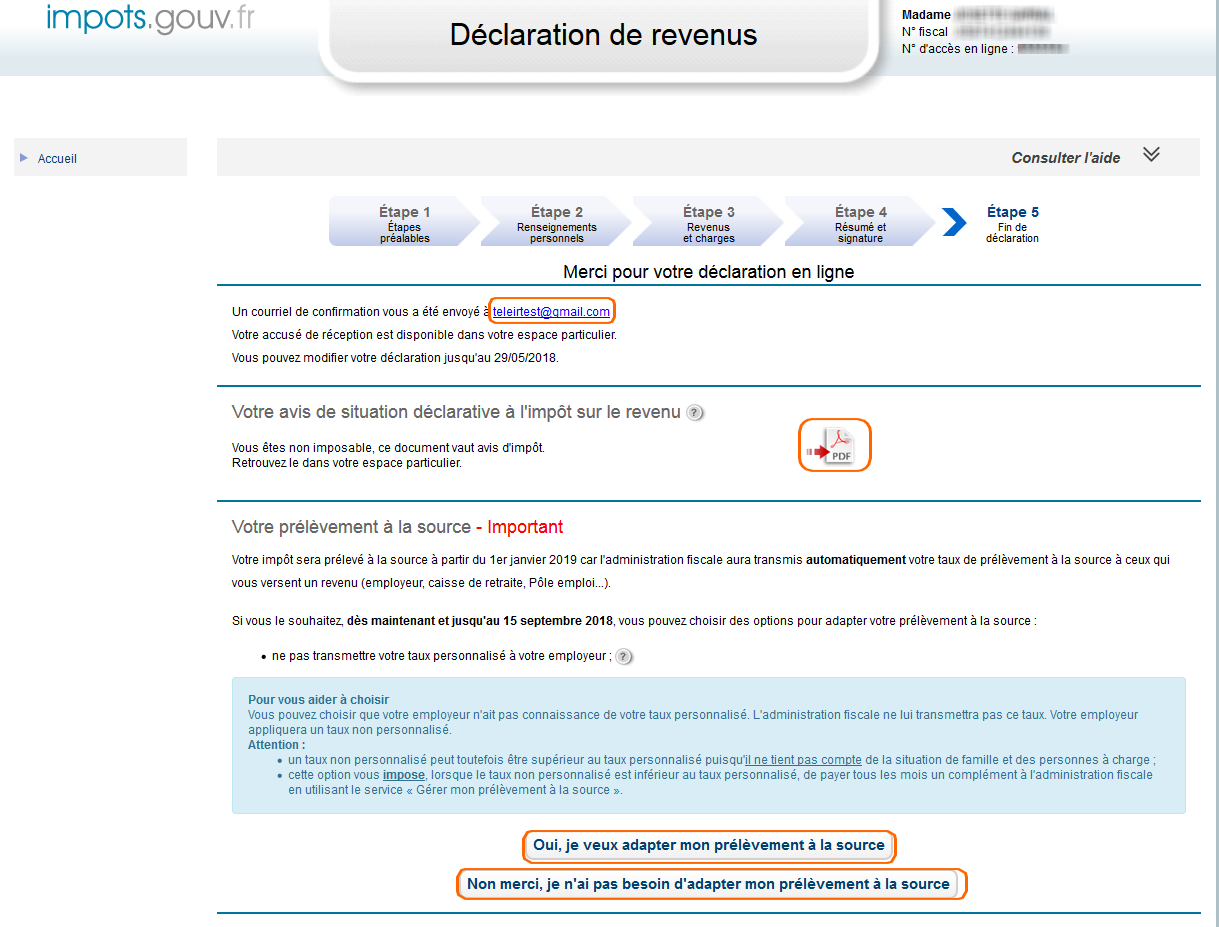 impots.gouv.fr
Déclaration de revenus
Madame
N° fiscal
N° d'accès en ligne :
Accueil
Consulter l'aide
Étape 1
Étapes
préalables
Étape 2
Renseignements
personnels
Étape 3
Revenus
et charges
Étape 4
Résumé et
signature
Étape 5
Fin de
déclaration
Merci pour votre déclaration en ligne
Un courriel de confirmation vous a été envoyé à teleirtest@gmail.com
Votre accusé de réception est disponible dans votre espace particulier.
Vous pouvez modifier votre déclaration jusqu'au 29/05/2018.
Votre avis de situation déclarative à l'impôt sur le revenu ?
Vous êtes non imposable, ce document vaut avis d'impôt.
Retrouvez le dans votre espace particulier.
PDF
Votre prélèvement à la source - Important
Votre impôt sera prélevé à la source à partir du 1er janvier 2019 car l'administration fiscale aura transmis automatiquement votre taux de prélèvement à la source à ceux qui
vous versent un revenu (employeur, caisse de retraite, Pôle emploi...).
Si vous le souhaitez, dès maintenant et jusqu'au 15 septembre 2018, vous pouvez choisir des options pour adapter votre prélèvement à la source :
• ne pas transmettre votre taux personnalisé à votre employeur ; ?
Pour vous aider à choisir
Vous pouvez choisir que votre employeur n'ait pas connaissance de votre taux personnalisé. L'administration fiscale ne lui transmettra pas ce taux. Votre employeur
appliquera un taux non personnalisé.
Attention :
• un taux non personnalisé peut toutefois être supérieur au taux personnalisé puisqu'il ne tient pas compte de la situation de famille et des personnes à charge ;
• cette option vous impose, lorsque le taux non personnalisé est inférieur au taux personnalisé, de payer tous les mois un complément à l'administration fiscale
en utilisant le service « Gérer mon prélèvement à la source ».
Oui, je veux adapter mon prélèvement à la source
Non merci, je n'ai pas besoin d'adapter mon prélèvement à la source